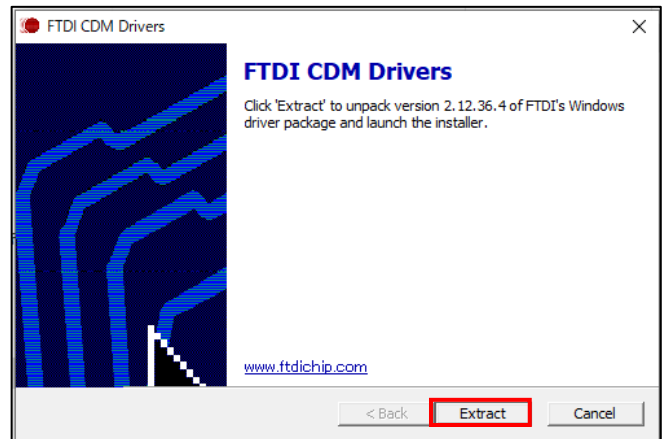 FTDI CDM Drivers
FTDI CDM Drivers
Click 'Extract' to unpack version 2.12.36.4 of FTDI's Windows
driver package and launch the installer.
www.ftdichip.com
< Back
Extract
Cancel